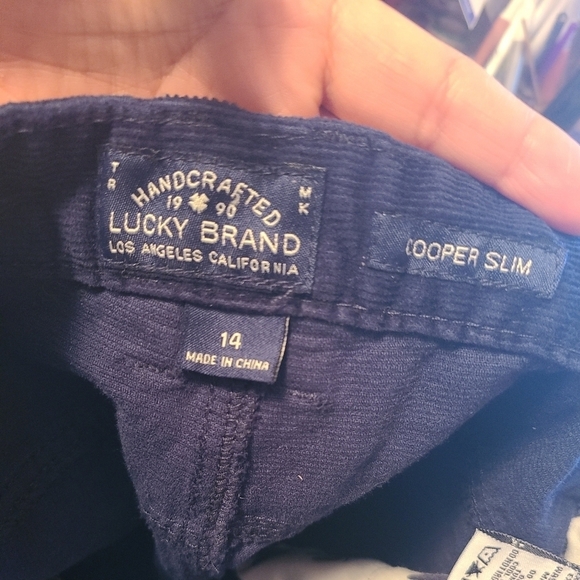 TR MK
HANDCRAFTED
19 90
LUCKY BRAND
LOS ANGELES CALIFORNIA
COOPER SLIM
14
MADE IN CHINA